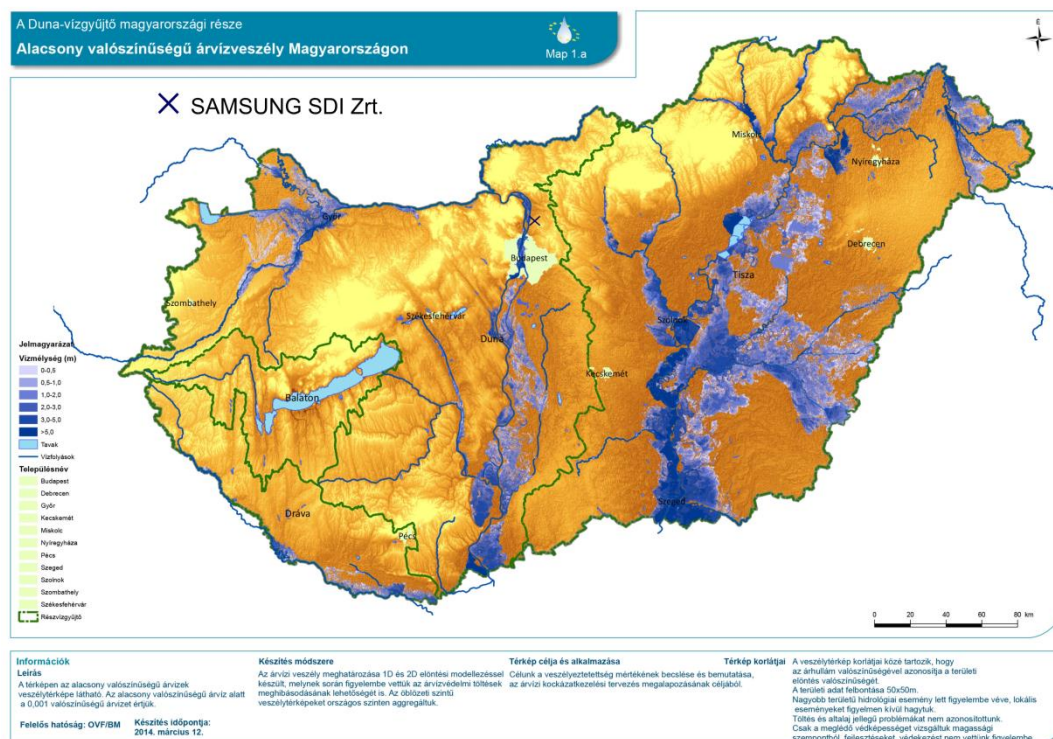 A Duna-vízgyűjtő magyarországi része
Alacsony valószínűségű árvízveszély Magyarországon
Map 1.a
É
SAMSUNG SDI Zrt.
Miskolc
Nyíregyháza
Győr
Debrecen
Budapest
Tisza
Szombathely
Székesfehérvár
Szolnok
Duna
Kecskemét
Balaton
Szeged
Dráva
Pécs
Jelmagyarázat
Vízmélység (m)
0-0,5
0,5-1,0
1,0-2,0
2,0-3,0
3,0-5,0
>5,0
Tavak
Vízfolyások
Településnév
Budapest
Debrecen
Győr
Kecskemét
Miskolc
Nyíregyháza
Pécs
Szeged
Szolnok
Szombathely
Székesfehérvár
Részvízgyűjtő
0 20 40 60 80 km
Információk
Leírás
A térképen az alacsony valószínűségű árvizek
veszélytérképe látható. Az alacsony valószínűségű árvíz alatt
a 0,001 valószínűségű árvizet értjük.
Felelős hatóság: OVF/BM
Készítés időpontja:
2014. március 12.
Készítés módszere
Az árvízi veszély meghatározása 1D és 2D elöntési modellezéssel
készült, melynek során figyelembe vettük az árvízvédelmi töltések
meghibásodásának lehetőségét is. Az öblözeti szintű
veszélytérképeket országos szinten aggregáltuk.
Térkép célja és alkalmazása
Célunk a veszélyeztetettség mértékének becslése és bemutatása,
az árvízi kockázatkezelési tervezés megalapozásának céljából.
Térkép korlátjai
A veszélytérkép korlátjai közé tartozik, hogy
az árhullám valószínűségével azonosítja a területi
elöntés valószínűségét.
A területi adat felbontása 50x50m.
Nagyobb területű hidrológiai esemény lett figyelembe véve, lokális
eseményeket figyelmen kívül hagytuk.
Töltés és altalaj jellegű problémákat nem azonosítottunk.
Csak a meglédő védképességet vizsgáltuk magassági
szempontból, fejlesztéseket, védekezést nem vettünk figyelembe.